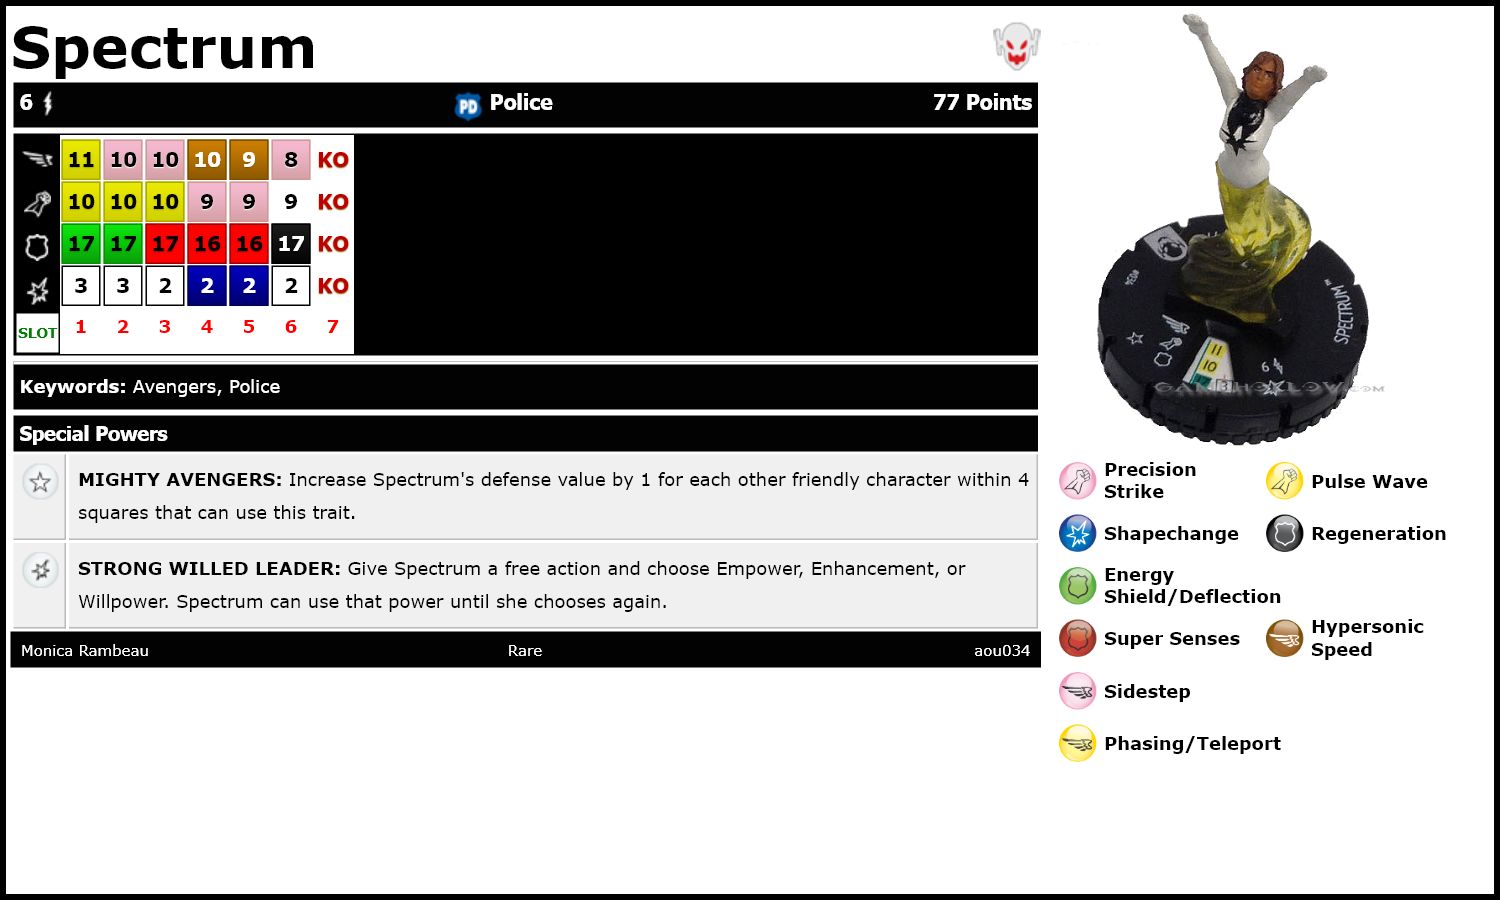 Spectrum
6 Police 77 Points
11 10 10 10 9 8 KO
10 10 10 9 9 9 KO
17 17 17 16 16 17 KO
3 3 2 2 2 2 KO
SLOT 1 2 3 4 5 6 7
Keywords: Avengers, Police
Special Powers
MIGHTY AVENGERS: Increase Spectrum's defense value by 1 for each other friendly character within 4
squares that can use this trait.
STRONG WILLED LEADER: Give Spectrum a free action and choose Empower, Enhancement, or
Willpower. Spectrum can use that power until she chooses again.
Monica Rambeau Rare aou034
PD
SPECTRUM
11
10
3
6
Precision
Strike
Pulse Wave
Shapechange
Regeneration
Energy
Shield/Deflection
Super Senses
Hypersonic
Speed
Sidestep
Phasing/Teleport